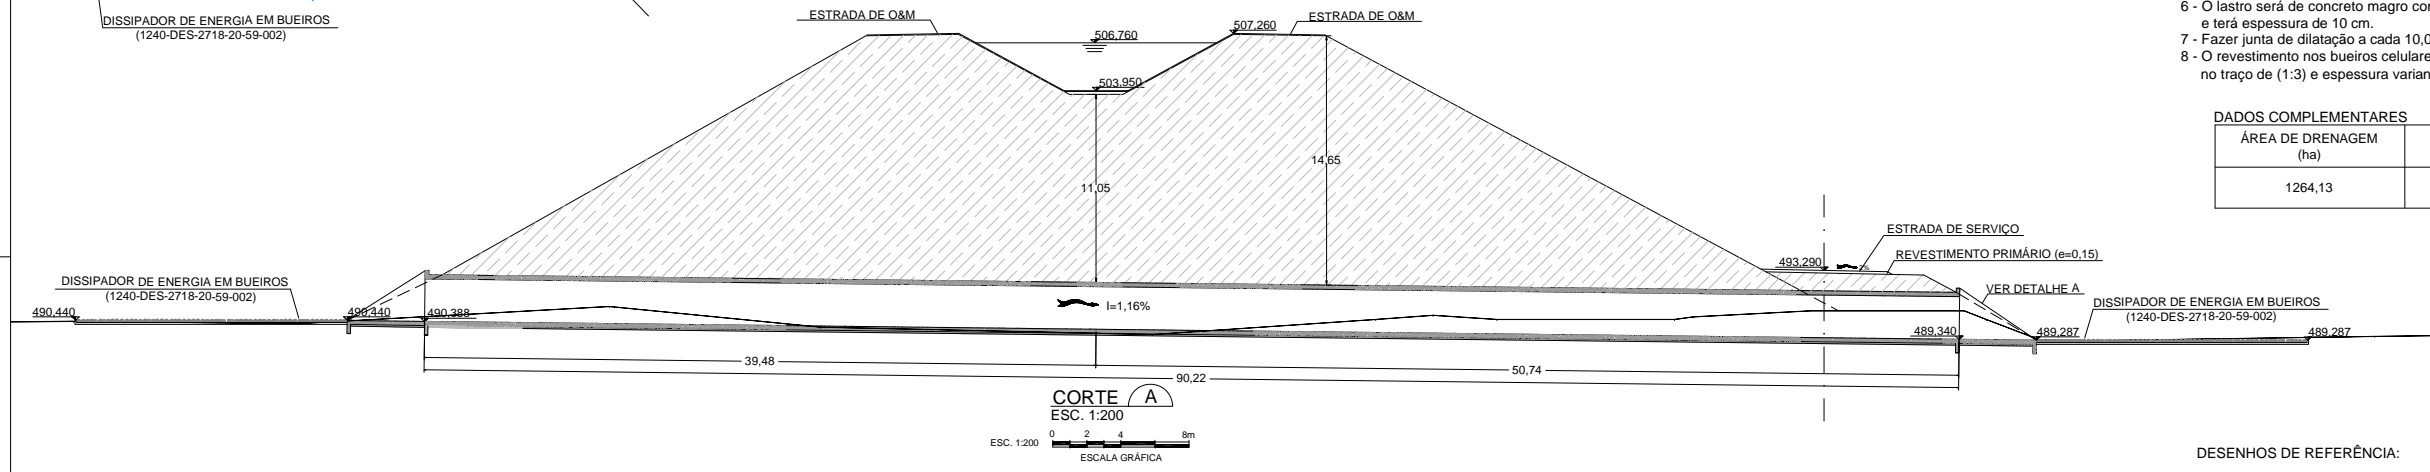 DISSIPADOR DE ENERGIA EM BUEIROS
(1240-DES-2718-20-59-002)
ESTRADA DE O&M
506,760
507,260
ESTRADA DE O&M
503,950
14,65
11,05
6 - O lastro será de concreto magro con
e terá espessura de 10 cm.
7 - Fazer junta de dilatação a cada 10,0
8 - O revestimento nos bueiros celulare
no traço de (1:3) e espessura varian
DADOS COMPLEMENTARES
ÁREA DE DRENAGEM
(ha)
1264,13
ESTRADA DE SERVIÇO
REVESTIMENTO PRIMÁRIO (e=0,15)
493,290
VER DETALHE A
DISSIPADOR DE ENERGIA EM BUEIROS
(1240-DES-2718-20-59-002)
DISSIPADOR DE ENERGIA EM BUEIROS
(1240-DES-2718-20-59-002)
490,440
490,440
490,388
I=1,16%
489,340
489,287
489,287
39,48
50,74
90,22
CORTE A
ESC. 1:200
ESC. 1:200
0 2 4 8m
ESCALA GRÁFICA
DESENHOS DE REFERÊNCIA: